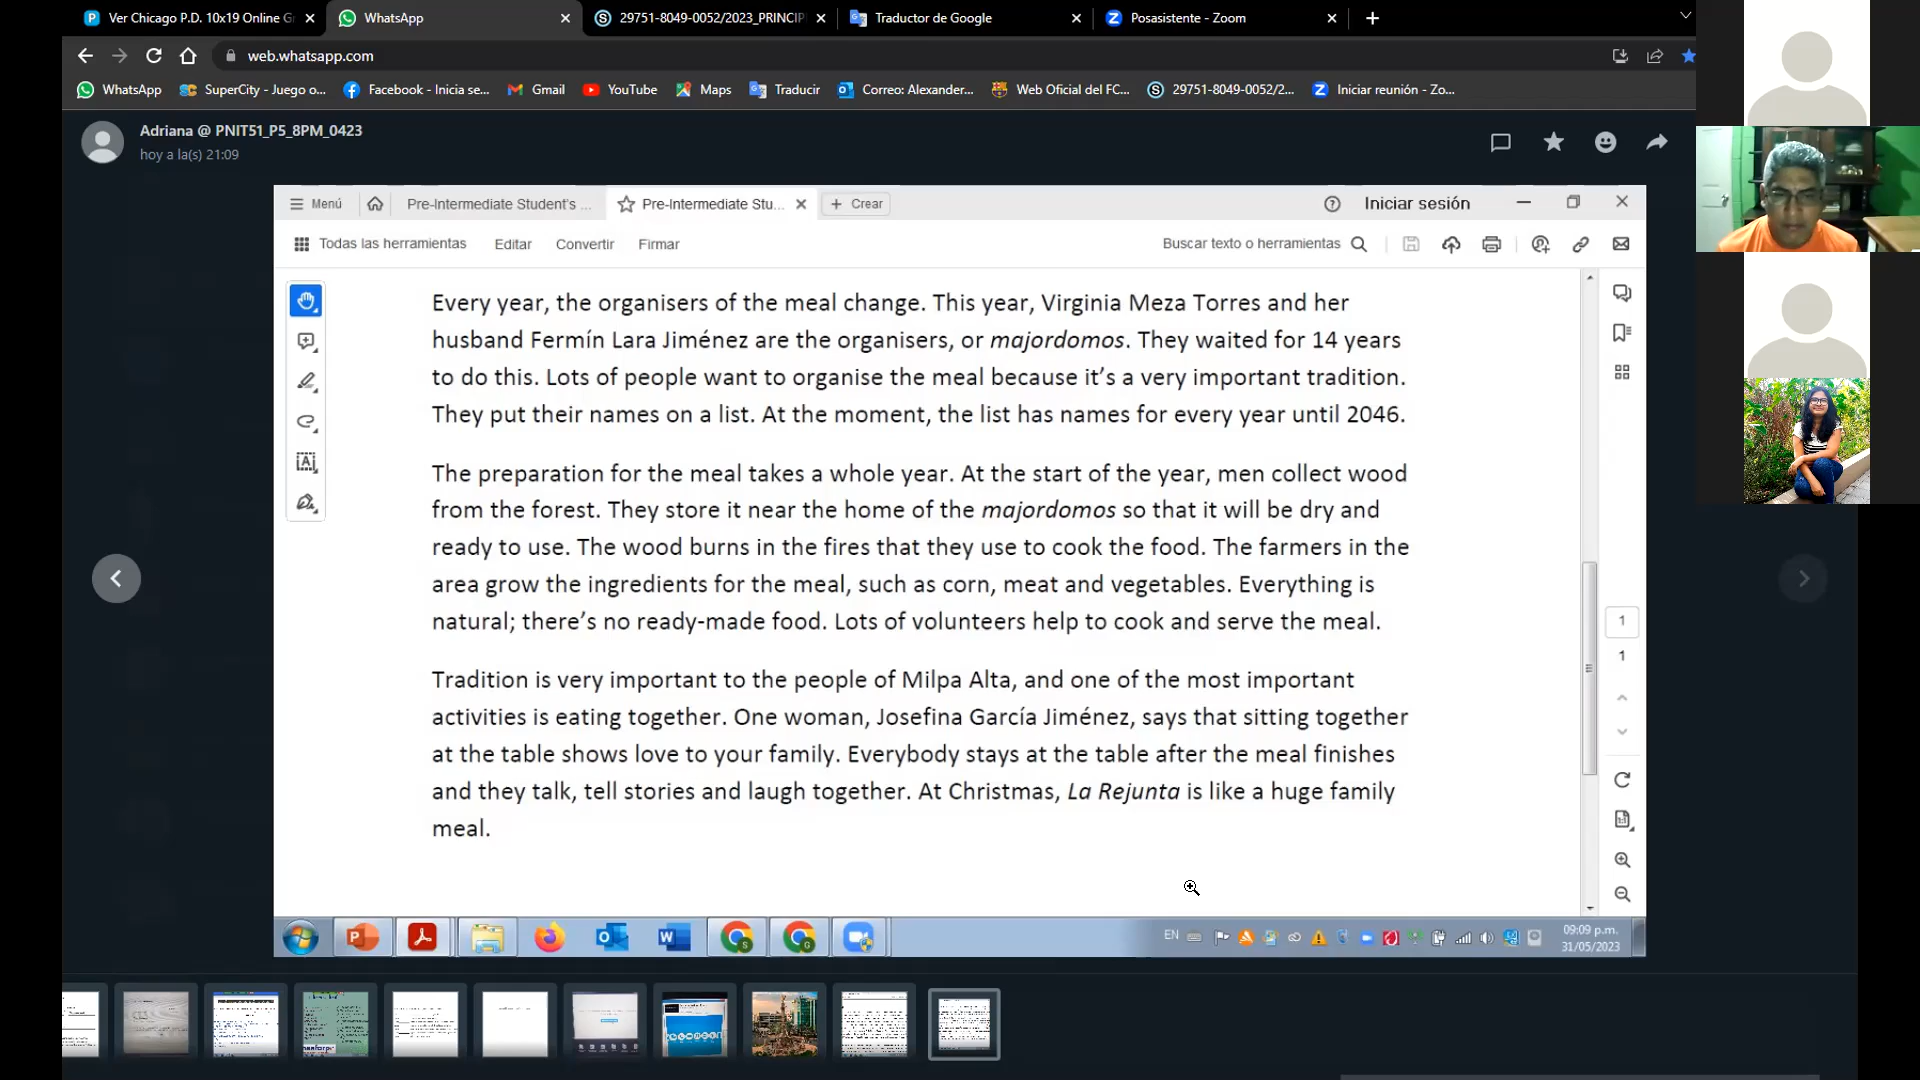 Ver Chicago P.D. 10x19 Online G
WhatsApp
29751-8049-0052/2023_PRINCIP
Traductor de Google
Posasistente - Zoom
web.whatsapp.com
WhatsApp
SuperCity - Juego o...
Facebook - Inicia se...
Gmail
YouTube
Maps
Traducir
Correo: Alexander...
Web Oficial del FC...
29751-8049-0052/2...
Iniciar reunión - Zo...
Adriana @ PNIT51_P5_8PM_0423
hoy a la(s) 21:09
Menú
Pre-Intermediate Student's ...
Pre-Intermediate Stu...
Crear
Iniciar sesión
Todas las herramientas
Editar
Convertir
Firmar
Buscar texto o herramientas
Every year, the organisers of the meal change. This year, Virginia Meza Torres and her
husband Fermín Lara Jiménez are the organisers, or majordomos. They waited for 14 years
to do this. Lots of people want to organise the meal because it’s a very important tradition.
They put their names on a list. At the moment, the list has names for every year until 2046.
The preparation for the meal takes a whole year. At the start of the year, men collect wood
from the forest. They store it near the home of the majordomos so that it will be dry and
ready to use. The wood burns in the fires that they use to cook the food. The farmers in the
area grow the ingredients for the meal, such as corn, meat and vegetables. Everything is
natural; there’s no ready-made food. Lots of volunteers help to cook and serve the meal.
Tradition is very important to the people of Milpa Alta, and one of the most important
activities is eating together. One woman, Josefina García Jiménez, says that sitting together
at the table shows love to your family. Everybody stays at the table after the meal finishes
and they talk, tell stories and laugh together. At Christmas, La Rejunta is like a huge family
meal.
1
1
EN
09:09 p.m.
31/05/2023